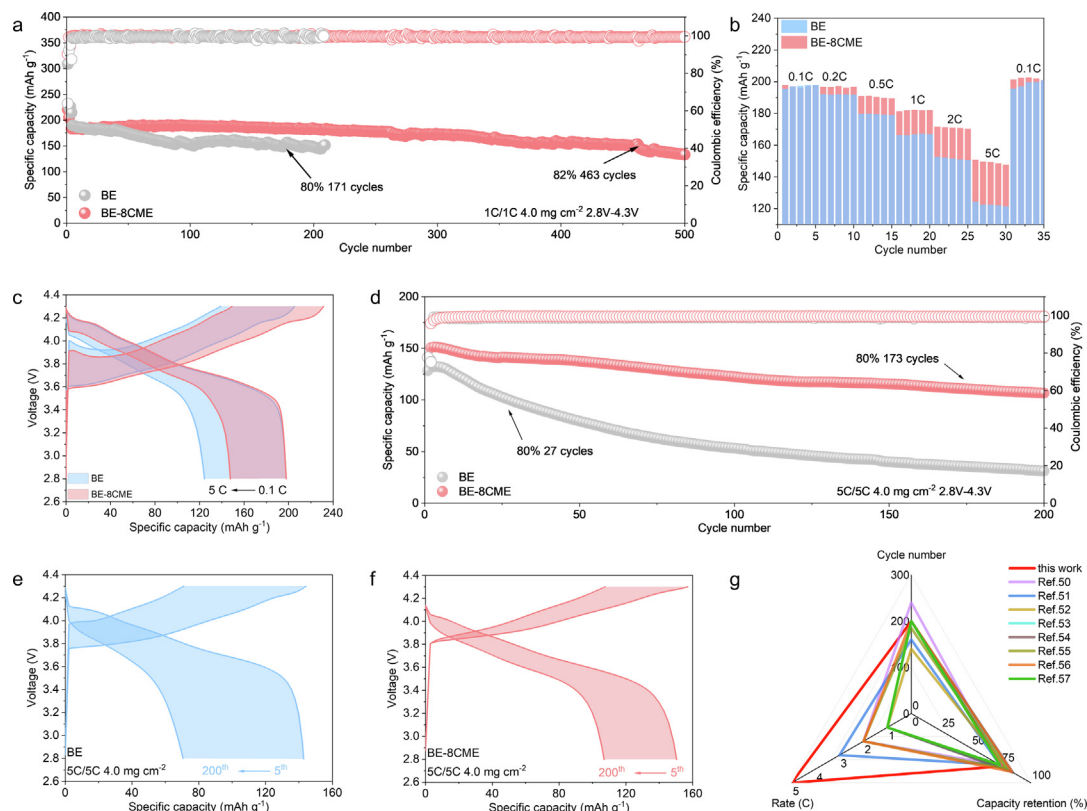 a
400
350
300
250
200
150
100
50
0
Specific capacity (mAh g⁻¹)
100
80
60
40
20
0
Coulombic efficiency (%)
80% 171 cycles
82% 463 cycles
BE
BE-8CME
1C/1C 4.0 mg cm⁻² 2.8V-4.3V
0 100 200 300 400 500
Cycle number
b
240
220
200
180
160
140
120
Specific capacity (mAh g⁻¹)
BE
BE-8CME
0.1C 0.2C 0.5C 1C 2C 5C 0.1C
0 5 10 15 20 25 30 35
Cycle number
c
4.4
4.2
4.0
3.8
3.6
3.4
3.2
3.0
2.8
2.6
Voltage (V)
BE
BE-8CME
5 C ← 0.1 C
0 40 80 120 160 200 240
Specific capacity (mAh g⁻¹)
d
200
150
100
50
0
Specific capacity (mAh g⁻¹)
100
80
60
40
20
0
Coulombic efficiency (%)
80% 173 cycles
80% 27 cycles
BE
BE-8CME
5C/5C 4.0 mg cm⁻² 2.8V-4.3V
0 50 100 150 200
Cycle number
e
4.4
4.2
4.0
3.8
3.6
3.4
3.2
3.0
2.8
2.6
Voltage (V)
BE
5C/5C 4.0 mg cm⁻²
200th ← 5th
0 40 80 120 160
Specific capacity (mAh g⁻¹)
f
4.4
4.2
4.0
3.8
3.6
3.4
3.2
3.0
2.8
2.6
Voltage (V)
BE-8CME
5C/5C 4.0 mg cm⁻²
200th ← 5th
0 40 80 120 160
Specific capacity (mAh g⁻¹)
g
Cycle number
300
200
100
0
0
0
1
2
3
4
5
25
50
75
100
Rate (C)
Capacity retention (%)
this work
Ref.50
Ref.51
Ref.52
Ref.53
Ref.54
Ref.55
Ref.56
Ref.57